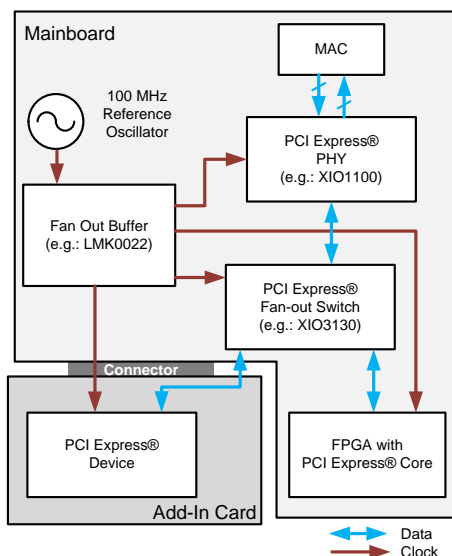 Mainboard
MAC
100 MHz
Reference
Oscillator
PCI Express®
PHY
(e.g.: XIO1100)
Fan Out Buffer
(e.g.: LMK0022)
PCI Express®
Fan-out Switch
(e.g.: XIO3130)
Connector
PCI Express®
Device
FPGA with
PCI Express® Core
Add-In Card
Data
Clock